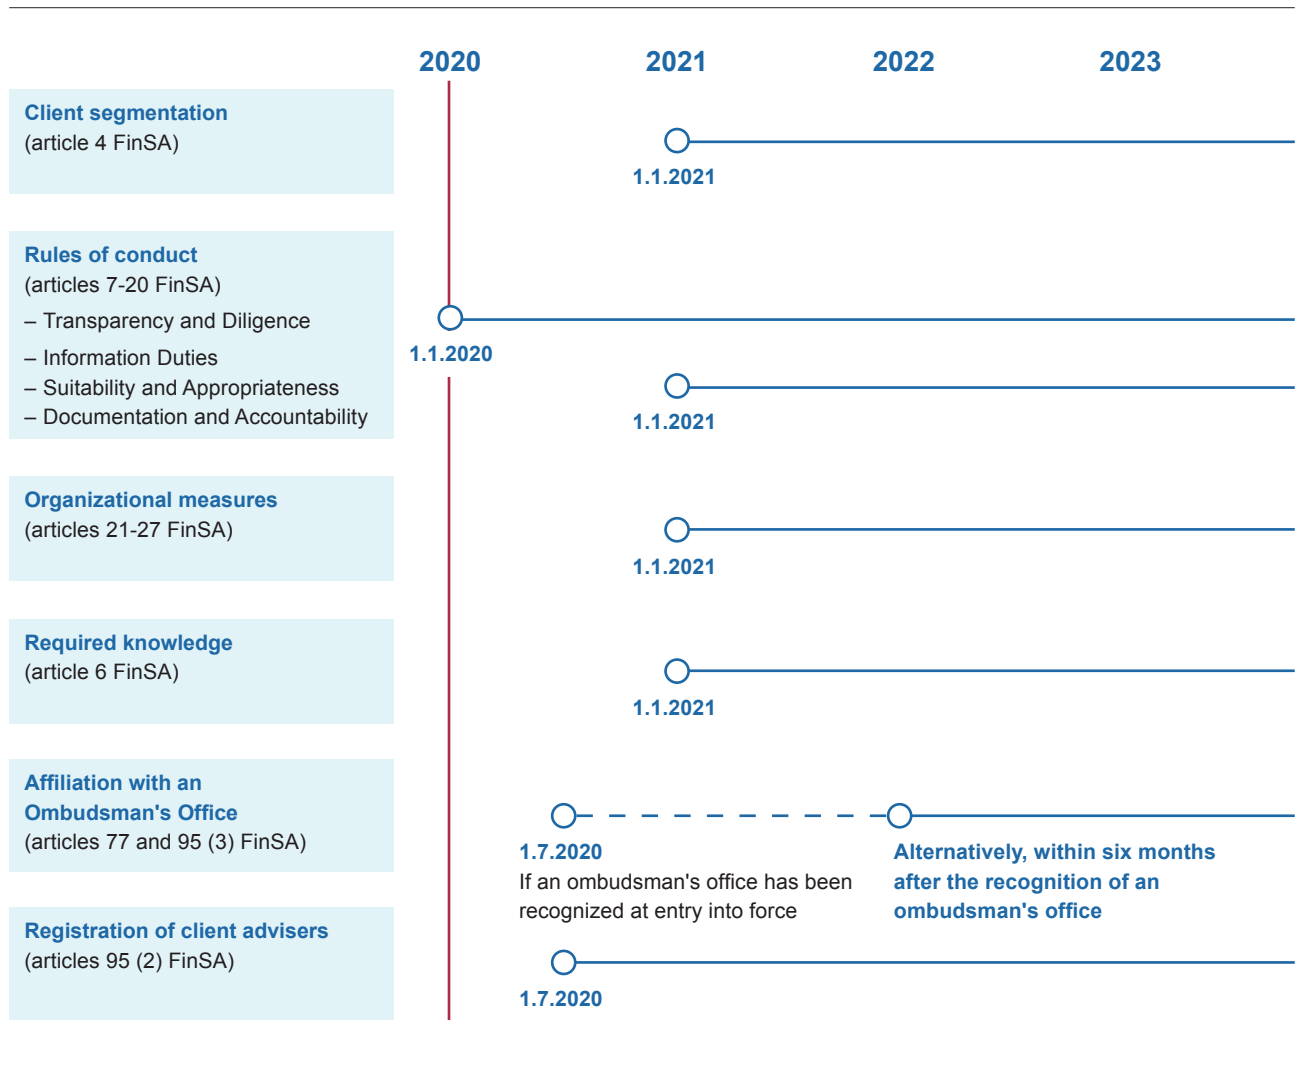 2020 2021 2022 2023
Client segmentation
(article 4 FinSA)
1.1.2021
Rules of conduct
(articles 7-20 FinSA)
– Transparency and Diligence
1.1.2020
– Information Duties
– Suitability and Appropriateness
– Documentation and Accountability
1.1.2021
Organizational measures
(articles 21-27 FinSA)
1.1.2021
Required knowledge
(article 6 FinSA)
1.1.2021
Affiliation with an
Ombudsman's Office
(articles 77 and 95 (3) FinSA)
1.7.2020
If an ombudsman's office has been
recognized at entry into force
Alternatively, within six months
after the recognition of an
ombudsman's office
Registration of client advisers
(articles 95 (2) FinSA)
1.7.2020